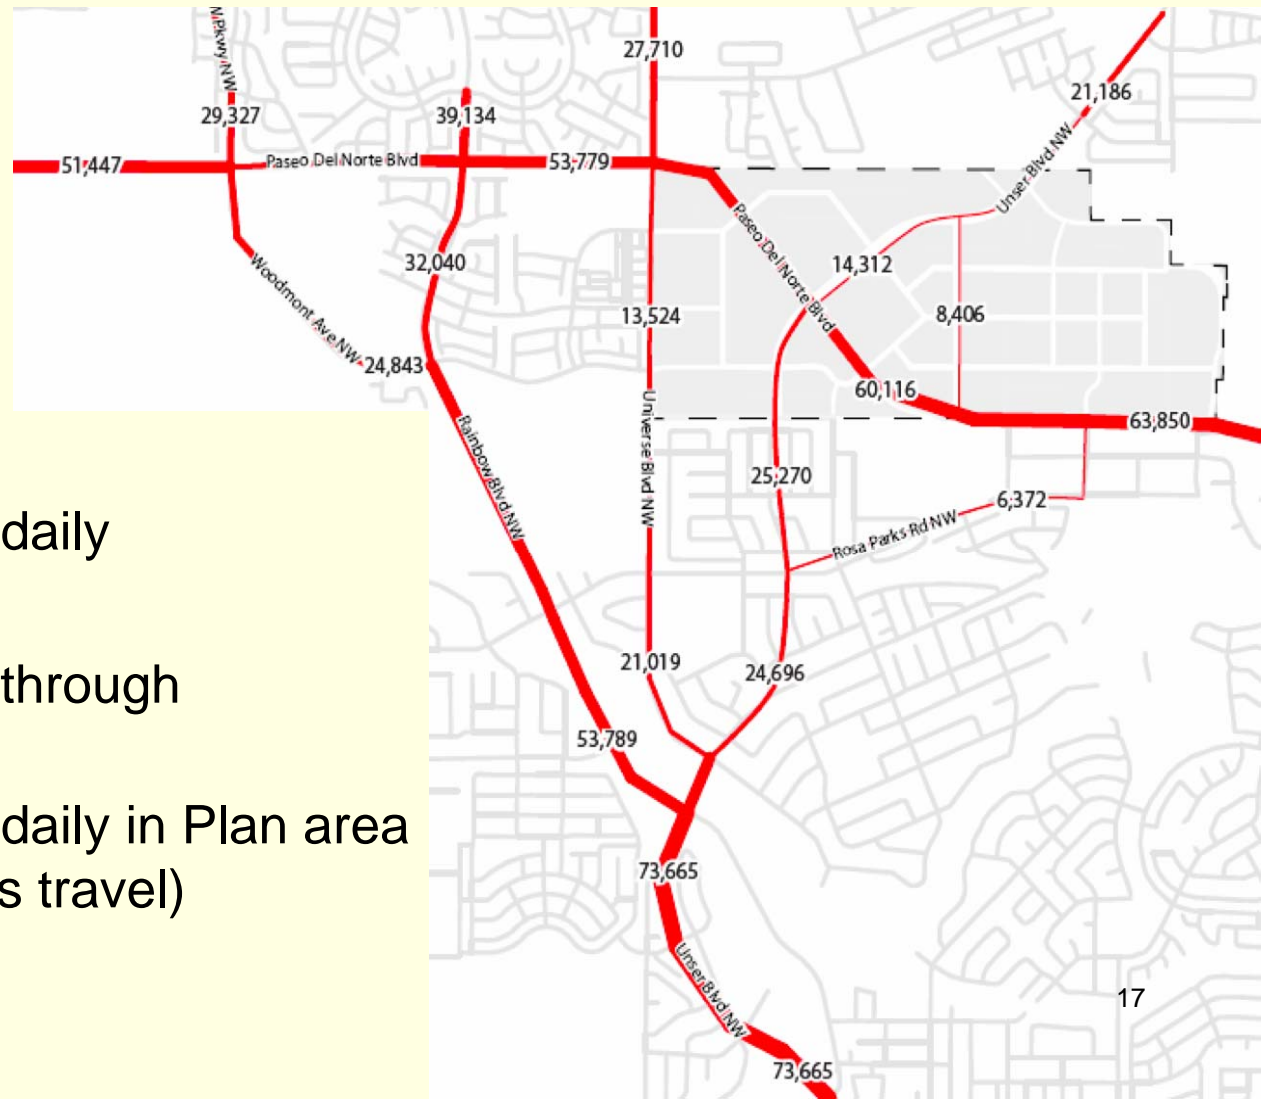 27,710
21,186
29,327
39,134
51,447
Paseo Del Norte Blvd
53,779
Unser Blvd NW
Paseo Del Norte Blvd
Woodmont Ave NW
32,040
14,312
13,524
8,406
24,843
60,116
63,850
Rainbow Blvd NW
Universe Blvd NW
25,270
6,372
Rosa Parks Rd NW
daily
through
21,019
24,696
53,789
daily in Plan area
73,665
s travel)
Unser Blvd NW
17
73,665